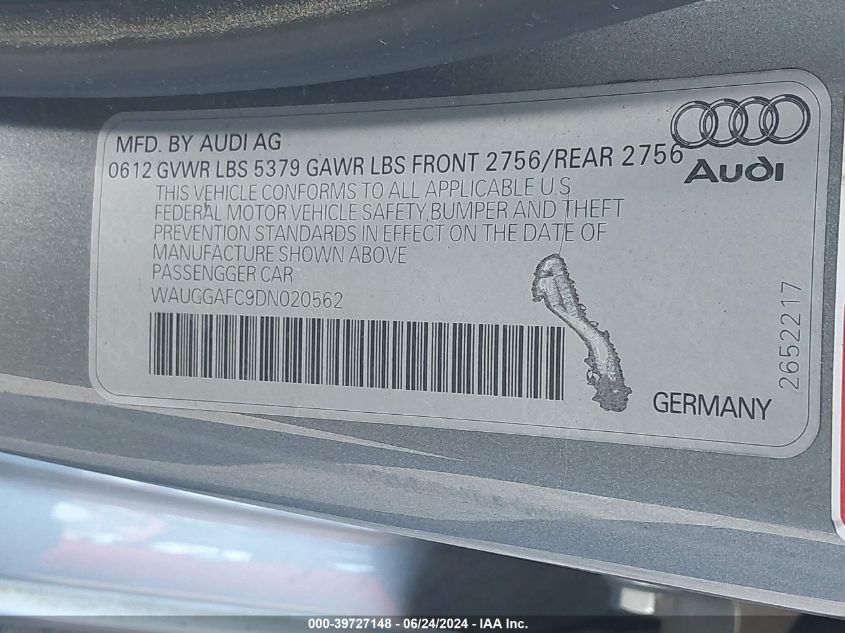 MFD. BY AUDI AG
0612 GVWR LBS 5379 GAWR LBS FRONT 2756/REAR 2756
THIS VEHICLE CONFORMS TO ALL APPLICABLE U.S.
FEDERAL MOTOR VEHICLE SAFETY,BUMPER AND THEFT
PREVENTION STANDARDS IN EFFECT ON THE DATE OF
MANUFACTURE SHOWN ABOVE
PASSENGGER CAR
WAUGGAFC9DN020562
Audi
2652217
GERMANY
000-39727148 - 06/24/2024 - IAA Inc.